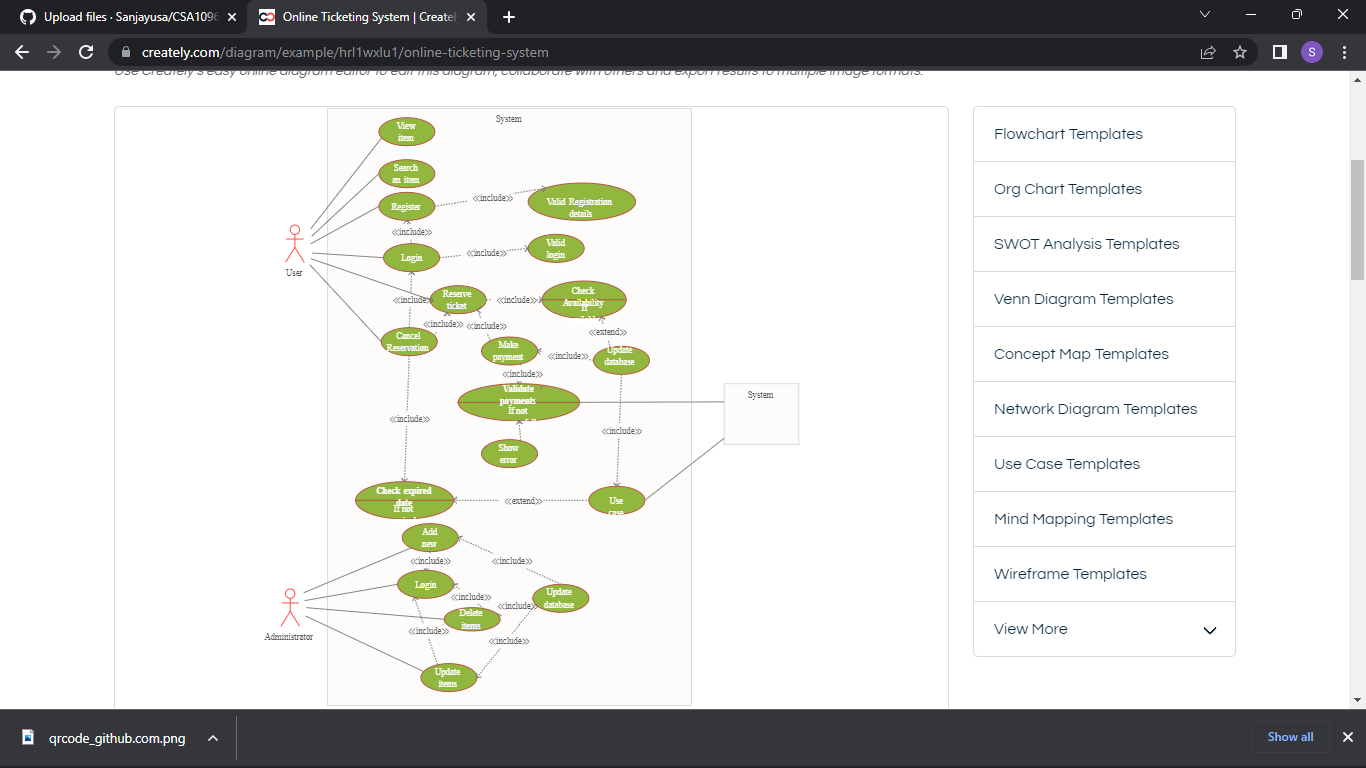 Upload files · Sanjayusa/CSA1096
Online Ticketing System | Createl
creately.com/diagram/example/hrl1wxlu1/online-ticketing-system
S
Use Creately's easy online diagram editor to edit this diagram, collaborate with others and export results to multiple image formats.
System
View
item
Search
an item
Register
<<include>>
Valid Registration
details
<<include>>
Login
<<include>>
Valid
login
User
Reserve
ticket
<<include>>
<<include>>
Check
Availability
If
<<include>>
<<include>>
<<extend>>
Cancel
Reservation
Make
payment
<<include>>
Update
database
<<include>>
Validate
payments
If not
System
<<include>>
<<include>>
Show
error
Check expired
date
If not
<<extend>>
Use
case
Add
new
<<include>>
<<include>>
Login
<<include>>
Update
database
<<include>>
Delete
items
<<include>>
<<include>>
Administrator
Update
items
Flowchart Templates
Org Chart Templates
SWOT Analysis Templates
Venn Diagram Templates
Concept Map Templates
Network Diagram Templates
Use Case Templates
Mind Mapping Templates
Wireframe Templates
View More
qrcode_github.com.png
Show all